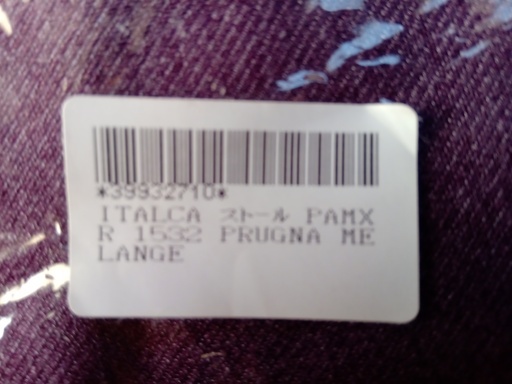 *39932710*
ITALCA ストール PAMX
R 1532 PRUGNA ME
LANGE